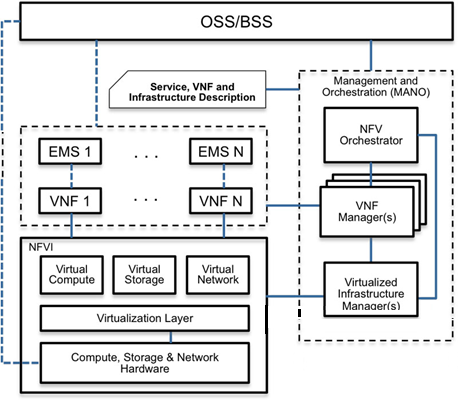 OSS/BSS
Service, VNF and
Infrastructure Description
Management and
Orchestration (MANO)
NFV
Orchestrator
EMS 1
. . .
EMS N
VNF 1
. . .
VNF N
VNF
Manager(s)
NFVI
Virtual
Compute
Virtual
Storage
Virtual
Network
Virtualized
Infrastructure
Manager(s)
Virtualization Layer
Compute, Storage & Network
Hardware